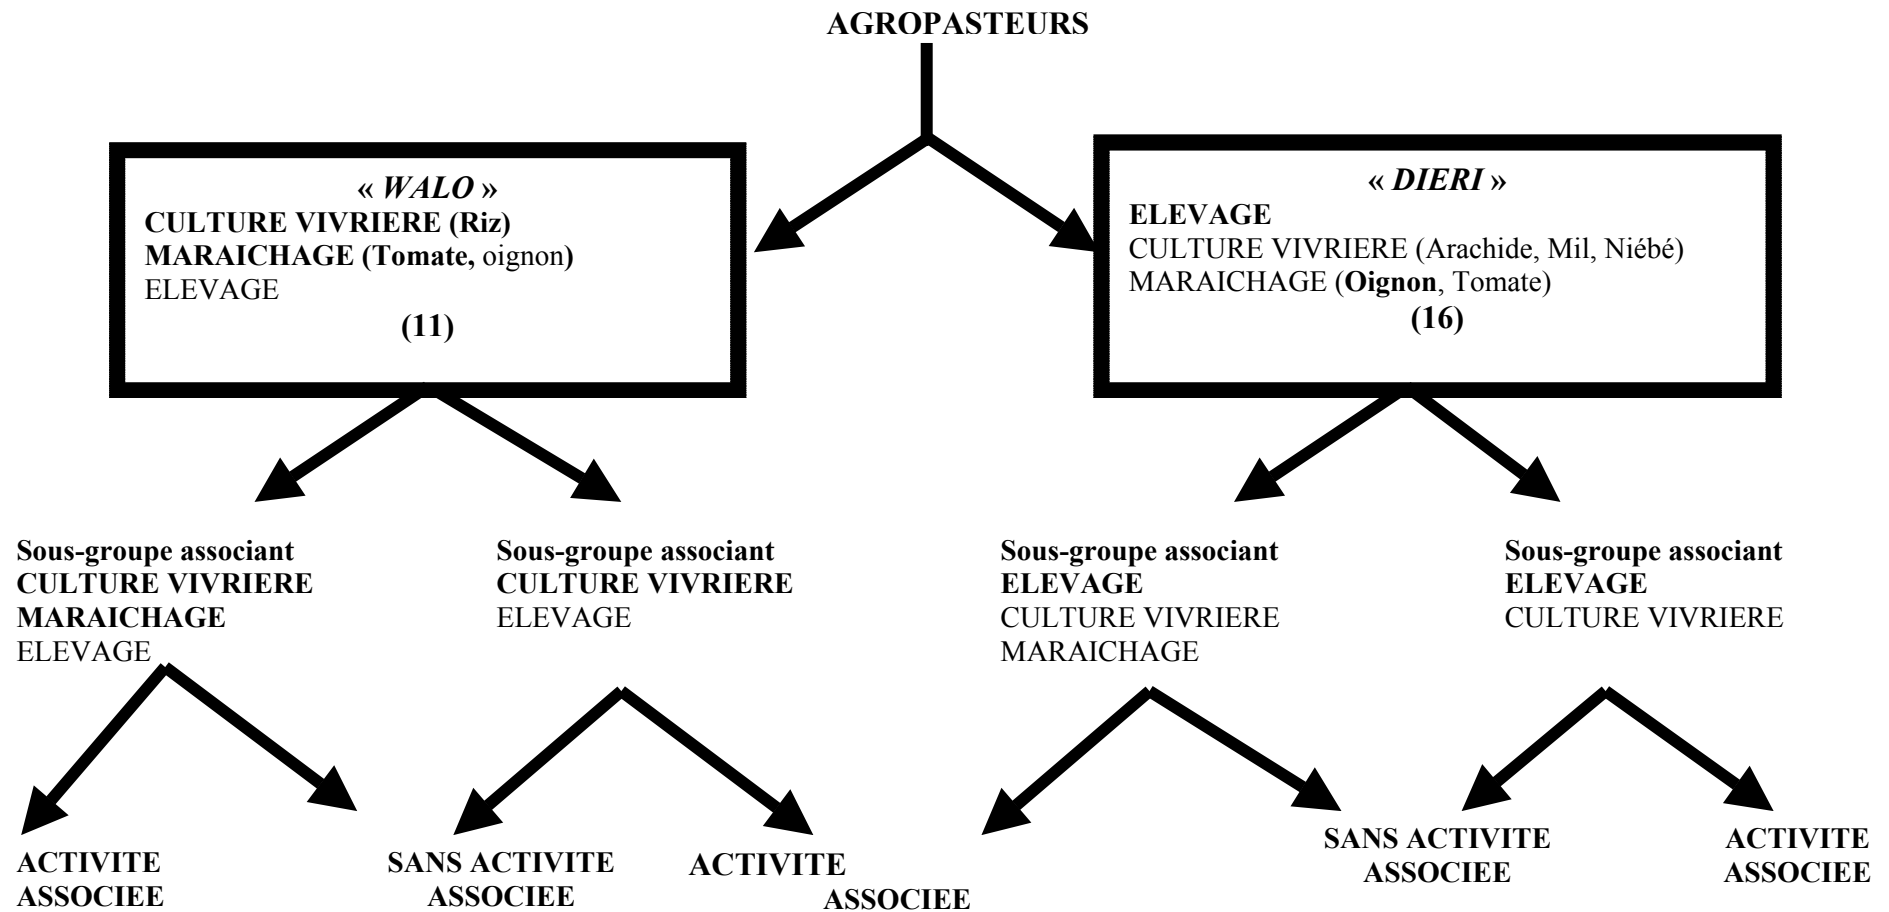 AGROPASTEURS
« WALO »
CULTURE VIVRIERE (Riz)
MARAICHAGE (Tomate, oignon)
ELEVAGE
(11)
« DIERI »
ELEVAGE
CULTURE VIVRIERE (Arachide, Mil, Niébé)
MARAICHAGE (Oignon, Tomate)
(16)
Sous-groupe associant
CULTURE VIVRIERE
MARAICHAGE
ELEVAGE
Sous-groupe associant
CULTURE VIVRIERE
ELEVAGE
Sous-groupe associant
ELEVAGE
CULTURE VIVRIERE
MARAICHAGE
Sous-groupe associant
ELEVAGE
CULTURE VIVRIERE
ACTIVITE
ASSOCIEE
SANS ACTIVITE
ASSOCIEE
ACTIVITE
ASSOCIEE
SANS ACTIVITE
ASSOCIEE
ACTIVITE
ASSOCIEE